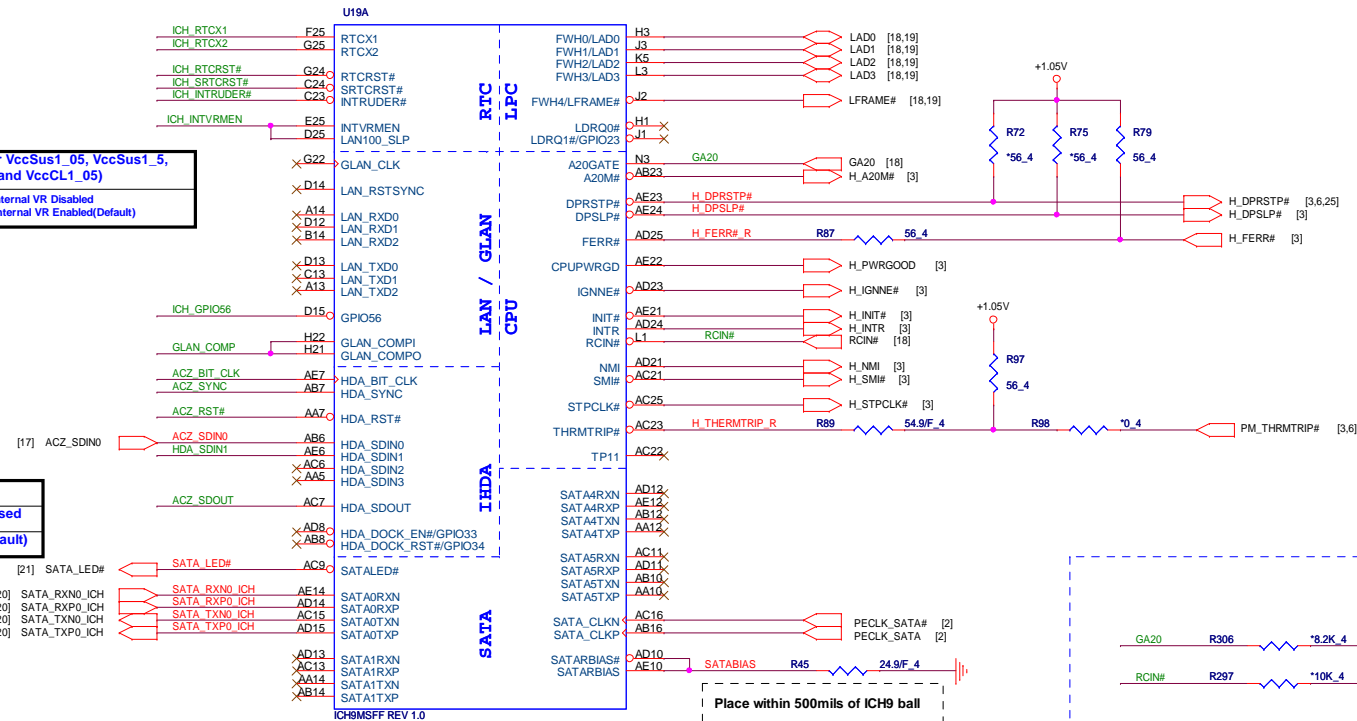 U19A
ICH_RTCX1 F25 RTCX1
ICH_RTCX2 G25 RTCX2
ICH_RTCRST# G24 RTCRST#
ICH_SRTCRST# C24 SRTCRST#
ICH_INTRUDER# C23 INTRUDER#
ICH_INTVRMEN E25 INTVRMEN
D25 LAN100_SLP
VccSus1_05, VccSus1_5,
and VccCL1_05)
nternal VR Disabled
nternal VR Enabled(Default)
G22 GLAN_CLK
D14 LAN_RSTSYNC
A14 LAN_RXD0
D12 LAN_RXD1
B14 LAN_RXD2
D13 LAN_TXD0
C13 LAN_TXD1
A13 LAN_TXD2
ICH_GPIO56 D15 GPIO56
H22 GLAN_COMPI
GLAN_COMP H21 GLAN_COMPO
ACZ_BIT_CLK AE7 HDA_BIT_CLK
ACZ_SYNC AB7 HDA_SYNC
ACZ_RST# AA7 HDA_RST#
[17] ACZ_SDIN0 ACZ_SDIN0 AB6 HDA_SDIN0
HDA_SDIN1 AE6 HDA_SDIN1
AC6 HDA_SDIN2
AA5 HDA_SDIN3
sed
ault)
ACZ_SDOUT AC7 HDA_SDOUT
AD8 HDA_DOCK_EN#/GPIO33
AB8 HDA_DOCK_RST#/GPIO34
[21] SATA_LED# SATA_LED# AC9 SATALED#
20] SATA_RXN0_ICH SATA_RXN0_ICH AE14 SATA0RXN
20] SATA_RXP0_ICH SATA_RXP0_ICH AD14 SATA0RXP
20] SATA_TXN0_ICH SATA_TXN0_ICH AC15 SATA0TXN
20] SATA_TXP0_ICH SATA_TXP0_ICH AD15 SATA0TXP
AD13 SATA1RXN
AC13 SATA1RXP
AA14 SATA1TXN
AB14 SATA1TXP
ICH9MSFF REV 1.0
RTC
LPC
LAN / GLAN
CPU
IHDA
SATA
FWH0/LAD0 H3 LAD0 [18,19]
FWH1/LAD1 J3 LAD1 [18,19]
FWH2/LAD2 K5 LAD2 [18,19]
FWH3/LAD3 L3 LAD3 [18,19]
FWH4/LFRAME# J2 LFRAME# [18,19]
LDRQ0# H1
LDRQ1#/GPIO23 J1
A20GATE N3 GA20 GA20 [18]
A20M# AB23 H_A20M# [3]
DPRSTP# AE23 H_DPRSTP# H_DPRSTP# [3,6,25]
DPSLP# AE24 H_DPSLP# H_DPSLP# [3]
FERR# AD25 H_FERR#_R R87 56_4 H_FERR# [3]
+1.05V
R72 R75 R79
*56_4 *56_4 56_4
CPUPWRGD AE22 H_PWRGOOD [3]
IGNNE# AD23 H_IGNNE# [3]
INIT# AE21 H_INIT# [3]
INTR AD24 H_INTR [3]
RCIN# L1 RCIN# RCIN# [18]
NMI AD21 H_NMI [3]
SMI# AC21 H_SMI# [3]
STPCLK# AC25 H_STPCLK# [3]
+1.05V
R97
56_4
THRMTRIP# AC23 H_THERMTRIP_R R89 54.9/F_4 R98 *0_4 PM_THRMTRIP# [3,6]
TP11 AC22
SATA4RXN AD12
SATA4RXP AE12
SATA4TXN AB12
SATA4TXP AA12
SATA5RXN AC11
SATA5RXP AD11
SATA5TXN AB10
SATA5TXP AA10
SATA_CLKN AC16 PECLK_SATA# [2]
SATA_CLKP AB16 PECLK_SATA [2]
SATARBIAS# AD10
SATARBIAS AE10 SATABIAS R45 24.9/F_4
Place within 500mils of ICH9 ball
GA20 R306 *8.2K_4
RCIN# R297 *10K_4